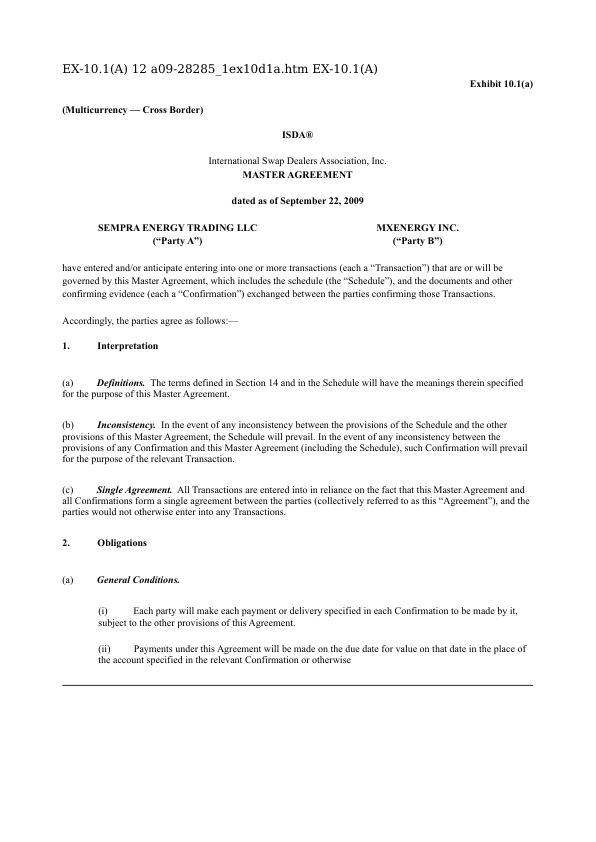 EX-10.1(A) 12 a09-28285_1ex10d1a.htm EX-10.1(A)
Exhibit 10.1(a)
(Multicurrency — Cross Border)
ISDA®
International Swap Dealers Association, Inc.
MASTER AGREEMENT
dated as of September 22, 2009
SEMPRA ENERGY TRADING LLC MXENERGY INC.
(“Party A”) (“Party B”)
have entered and/or anticipate entering into one or more transactions (each a “Transaction”) that are or will be
governed by this Master Agreement, which includes the schedule (the “Schedule”), and the documents and other
confirming evidence (each a “Confirmation”) exchanged between the parties confirming those Transactions.
Accordingly, the parties agree as follows:—
1. Interpretation
(a) Definitions. The terms defined in Section 14 and in the Schedule will have the meanings therein specified
for the purpose of this Master Agreement.
(b) Inconsistency. In the event of any inconsistency between the provisions of the Schedule and the other
provisions of this Master Agreement, the Schedule will prevail. In the event of any inconsistency between the
provisions of any Confirmation and this Master Agreement (including the Schedule), such Confirmation will prevail
for the purpose of the relevant Transaction.
(c) Single Agreement. All Transactions are entered into in reliance on the fact that this Master Agreement and
all Confirmations form a single agreement between the parties (collectively referred to as this “Agreement”), and the
parties would not otherwise enter into any Transactions.
2. Obligations
(a) General Conditions.
(i) Each party will make each payment or delivery specified in each Confirmation to be made by it,
subject to the other provisions of this Agreement.
(ii) Payments under this Agreement will be made on the due date for value on that date in the place of
the account specified in the relevant Confirmation or otherwise